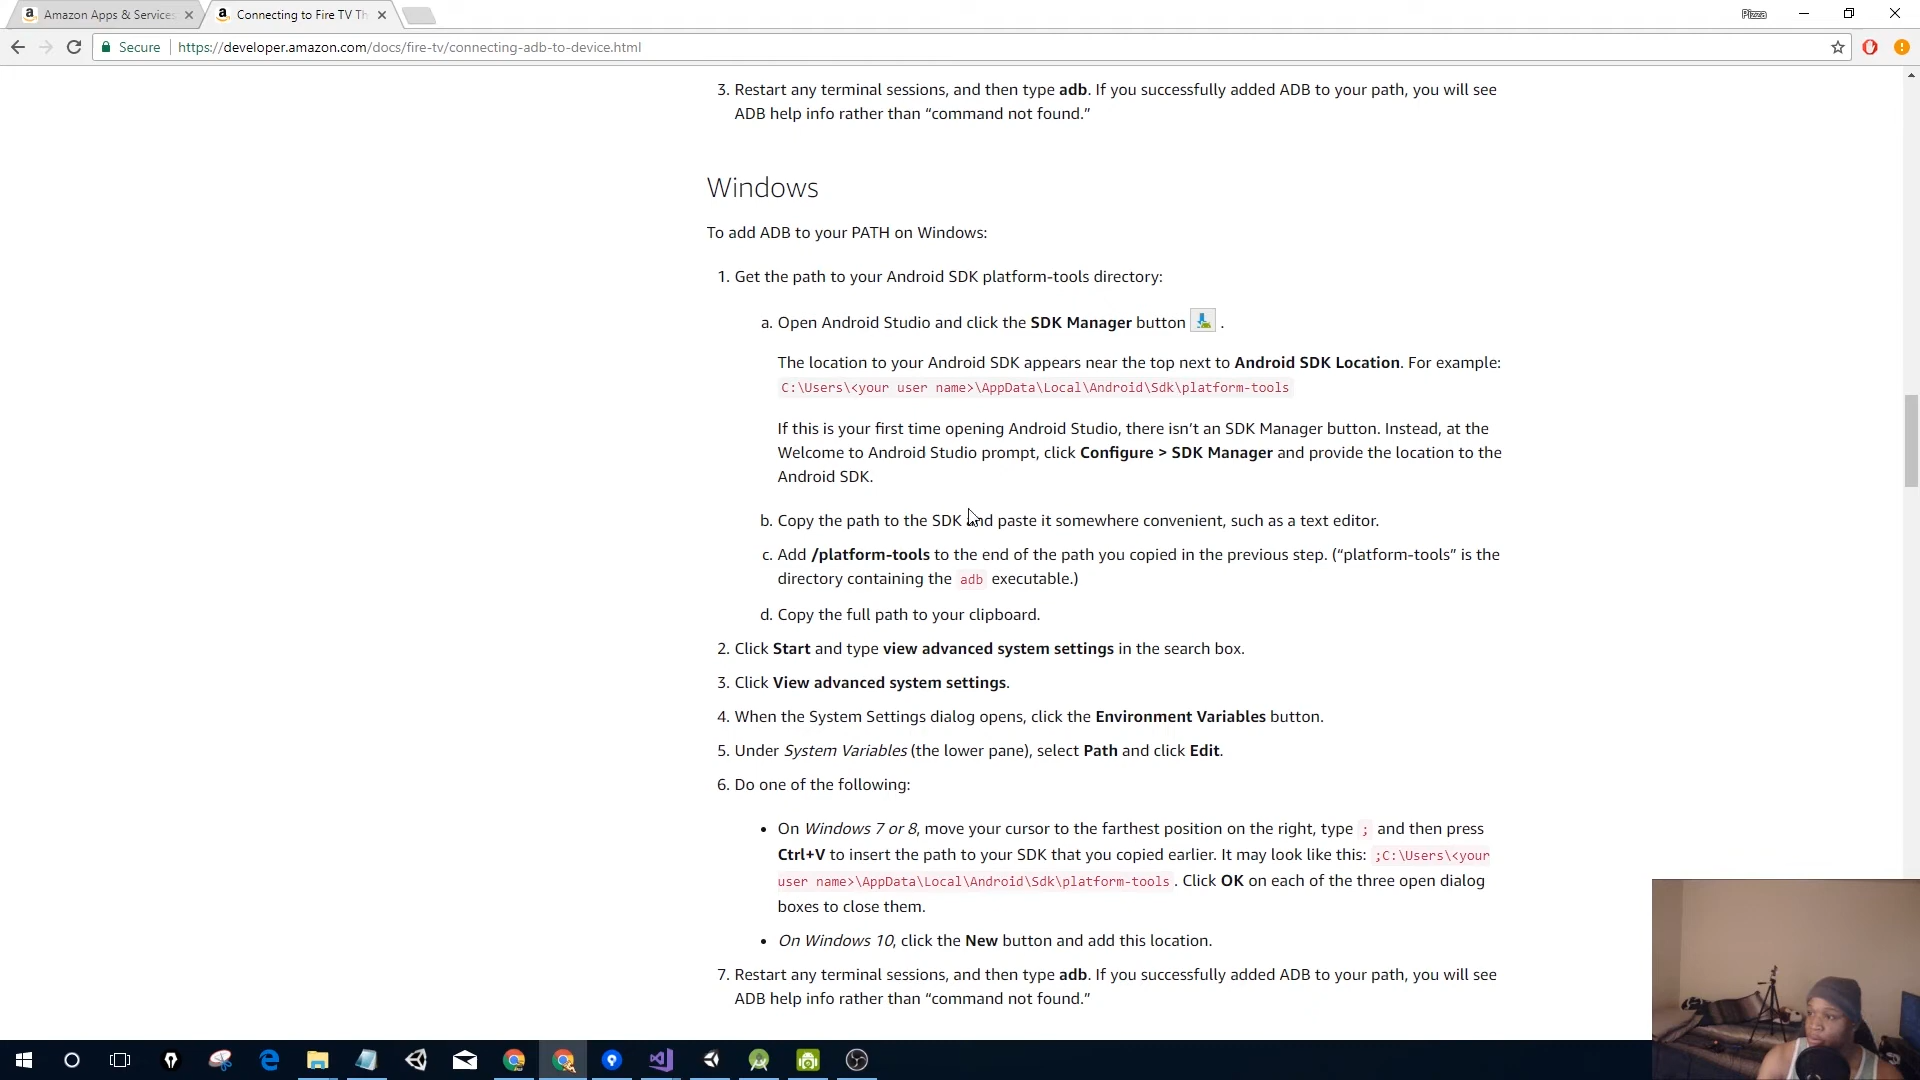 Amazon Apps & Services
Connecting to Fire TV Th
Pizza
Secure
https://developer.amazon.com/docs/fire-tv/connecting-adb-to-device.html
3. Restart any terminal sessions, and then type adb. If you successfully added ADB to your path, you will see
ADB help info rather than “command not found.”
Windows
To add ADB to your PATH on Windows:
1. Get the path to your Android SDK platform-tools directory:
a. Open Android Studio and click the SDK Manager button .
The location to your Android SDK appears near the top next to Android SDK Location. For example:
C:\Users\<your user name>\AppData\Local\Android\Sdk\platform-tools
If this is your first time opening Android Studio, there isn’t an SDK Manager button. Instead, at the
Welcome to Android Studio prompt, click Configure > SDK Manager and provide the location to the
Android SDK.
b. Copy the path to the SDK and paste it somewhere convenient, such as a text editor.
c. Add /platform-tools to the end of the path you copied in the previous step. (“platform-tools” is the
directory containing the adb executable.)
d. Copy the full path to your clipboard.
2. Click Start and type view advanced system settings in the search box.
3. Click View advanced system settings.
4. When the System Settings dialog opens, click the Environment Variables button.
5. Under System Variables (the lower pane), select Path and click Edit.
6. Do one of the following:
• On Windows 7 or 8, move your cursor to the farthest position on the right, type ; and then press
Ctrl+V to insert the path to your SDK that you copied earlier. It may look like this: ;C:\Users\<your
user name>\AppData\Local\Android\Sdk\platform-tools . Click OK on each of the three open dialog
boxes to close them.
• On Windows 10, click the New button and add this location.
7. Restart any terminal sessions, and then type adb. If you successfully added ADB to your path, you will see
ADB help info rather than “command not found.”